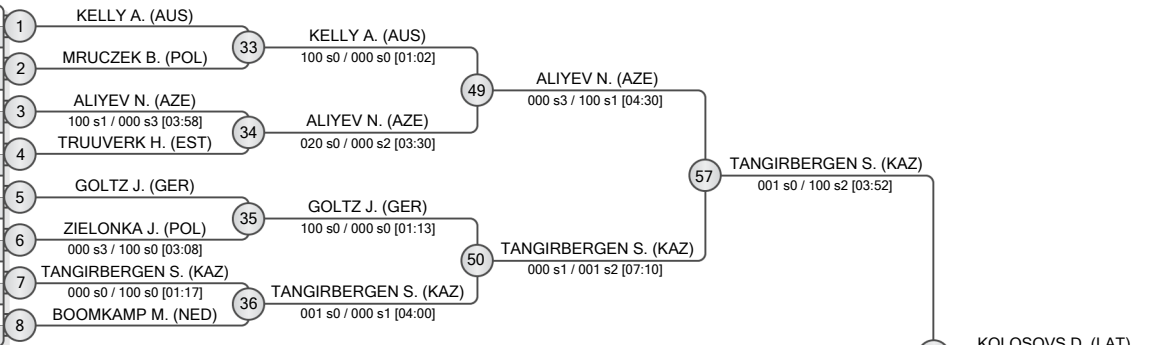 1
KELLY A. (AUS)
2
MRUCZEK B. (POL)
3
ALIYEV N. (AZE)
100 s1 / 000 s3 [03:58]
4
TRUUVERK H. (EST)
5
GOLTZ J. (GER)
6
ZIELONKA J. (POL)
000 s3 / 100 s0 [03:08]
7
TANGIRBERGEN S. (KAZ)
000 s0 / 100 s0 [01:17]
8
BOOMKAMP M. (NED)
33
KELLY A. (AUS)
100 s0 / 000 s0 [01:02]
34
ALIYEV N. (AZE)
020 s0 / 000 s2 [03:30]
35
GOLTZ J. (GER)
100 s0 / 000 s0 [01:13]
36
TANGIRBERGEN S. (KAZ)
001 s0 / 000 s1 [04:00]
49
ALIYEV N. (AZE)
000 s3 / 100 s1 [04:30]
50
TANGIRBERGEN S. (KAZ)
000 s1 / 001 s2 [07:10]
57
TANGIRBERGEN S. (KAZ)
001 s0 / 100 s2 [03:52]
KOLOSOVS D. (LAT)